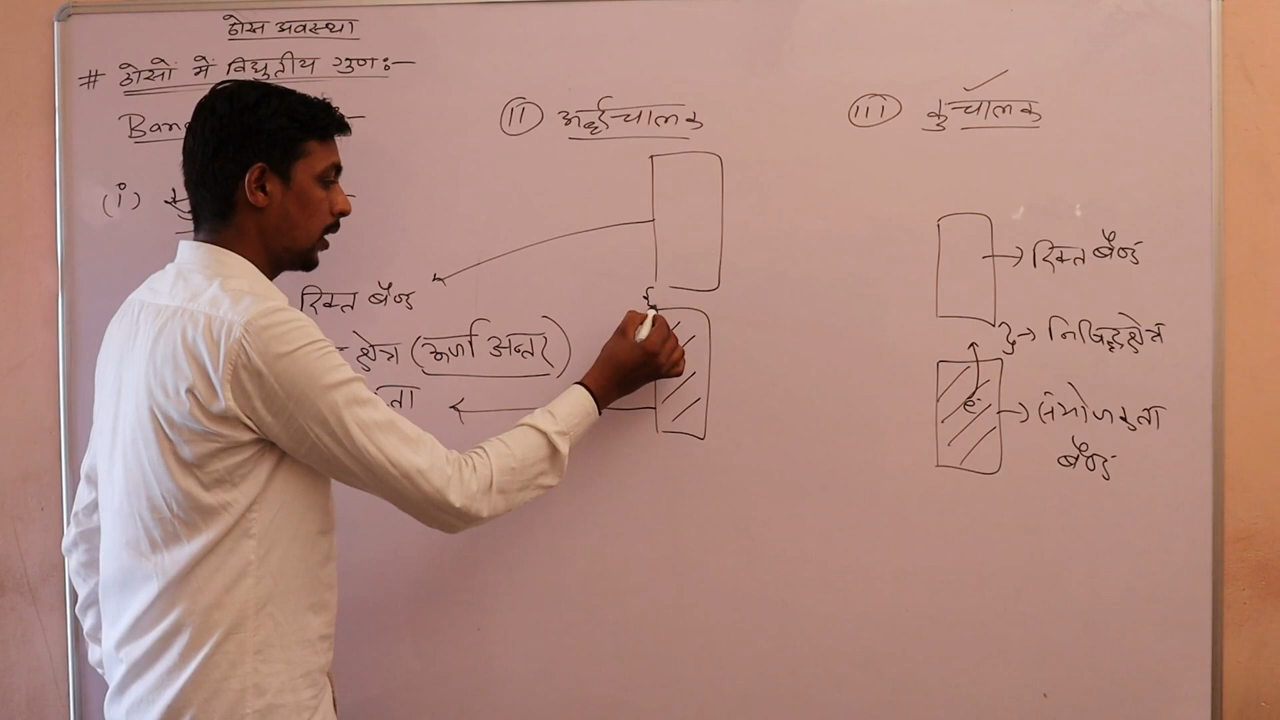 ठोस अवस्था
# ठोसों में विद्युतीय गुण :-
Ban
(i)
(II) अर्द्धचालक
(III) कुचालक
रिक्त बैण्ड
क्षेत्र (ऊर्जा अन्तर)
ता
→ रिक्त बैण्ड
→ निषिद्ध क्षेत्र
e-
→ संयोजकता
बैण्ड